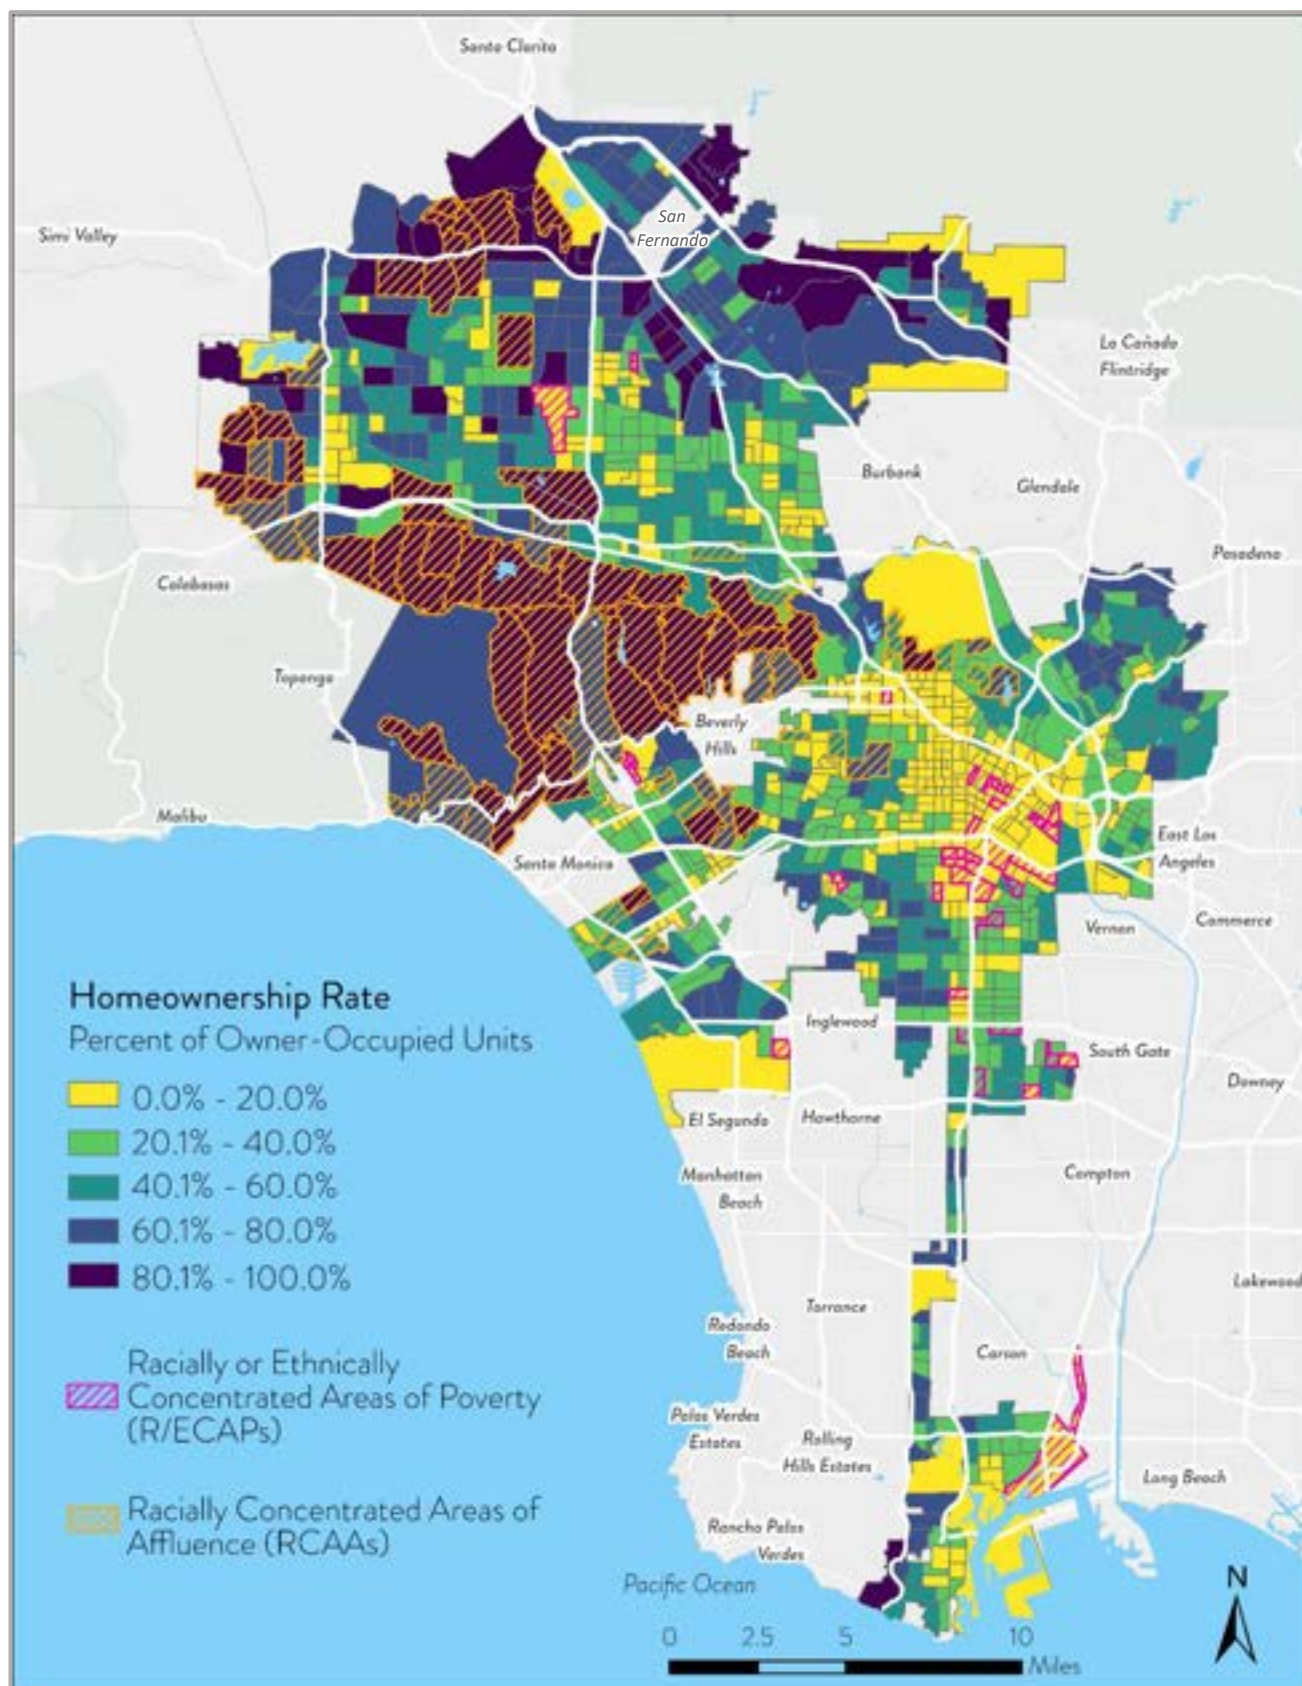 Santa Clarita
San
Fernando
Simi Valley
La Cañada
Flintridge
Burbank
Glendale
Pasadena
Calabasas
Topanga
Beverly
Hills
Malibu
Santa Monica
East Los
Angeles
Vernon
Commerce
Inglewood
South Gate
Downey
El Segundo
Hawthorne
Manhattan
Beach
Compton
Lakewood
Torrance
Redondo
Beach
Carson
Palos Verdes
Estates
Rolling
Hills Estates
Long Beach
Rancho Palos
Verdes
Pacific Ocean
Homeownership Rate
Percent of Owner-Occupied Units
0.0% - 20.0%
20.1% - 40.0%
40.1% - 60.0%
60.1% - 80.0%
80.1% - 100.0%
Racially or Ethnically
Concentrated Areas of Poverty
(R/ECAPs)
Racially Concentrated Areas of
Affluence (RCAAs)
N
0 2.5 5 10
Miles